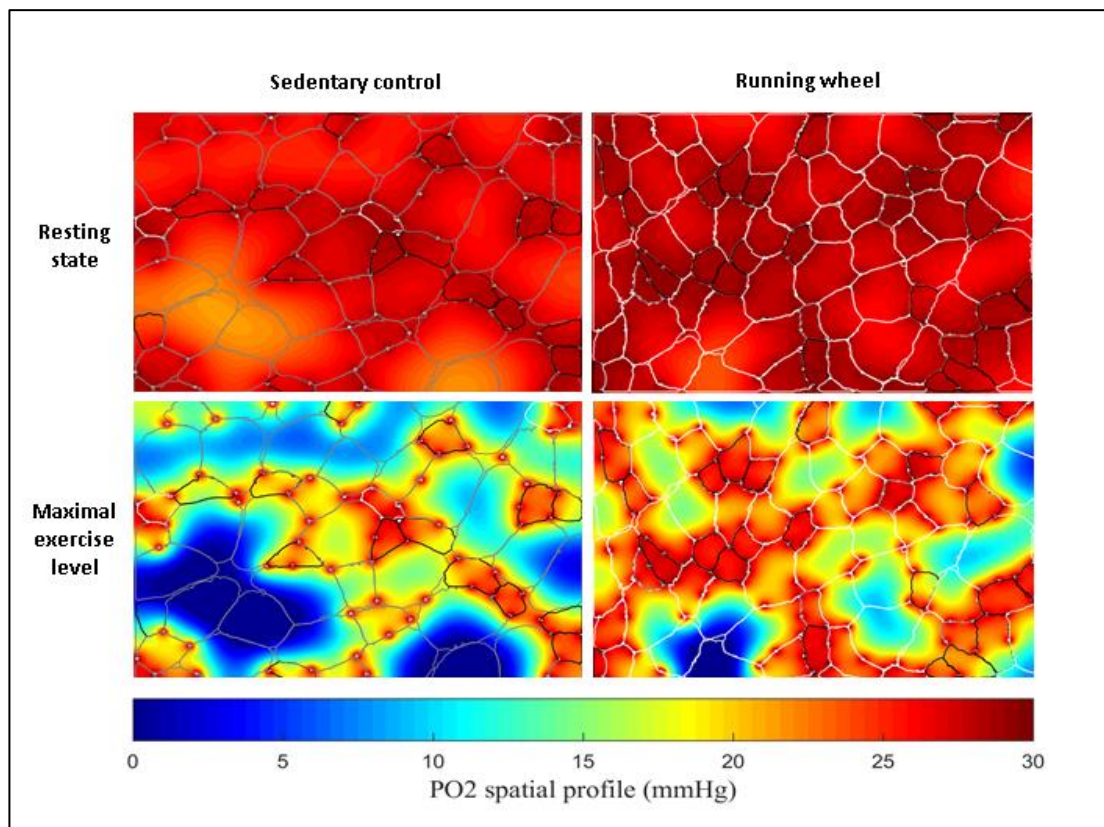 Sedentary control
Running wheel
Resting
state
Maximal
exercise
level
0 5 10 15 20 25 30
PO2 spatial profile (mmHg)